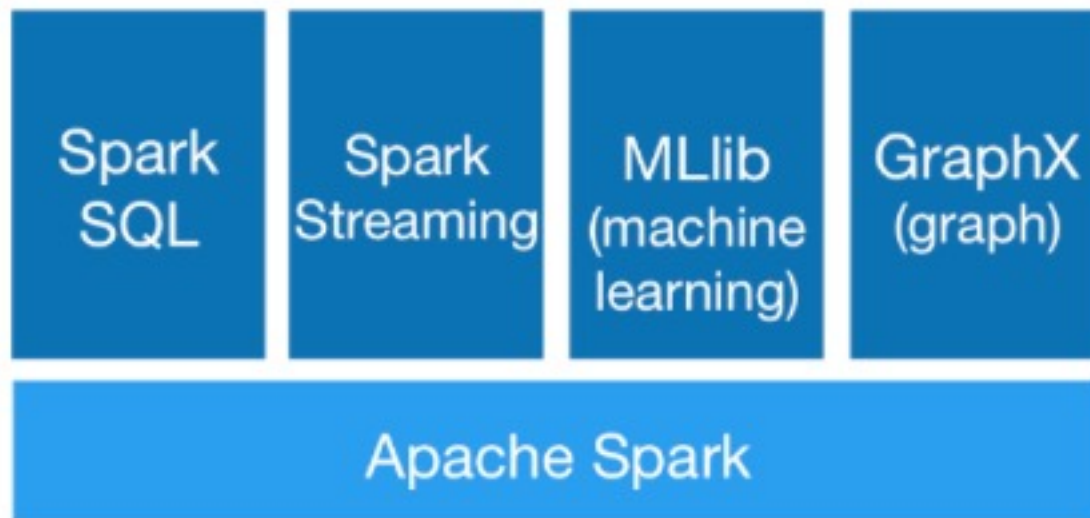 Spark
SQL
Spark
Streaming
MLlib
(machine
learning)
GraphX
(graph)
Apache Spark